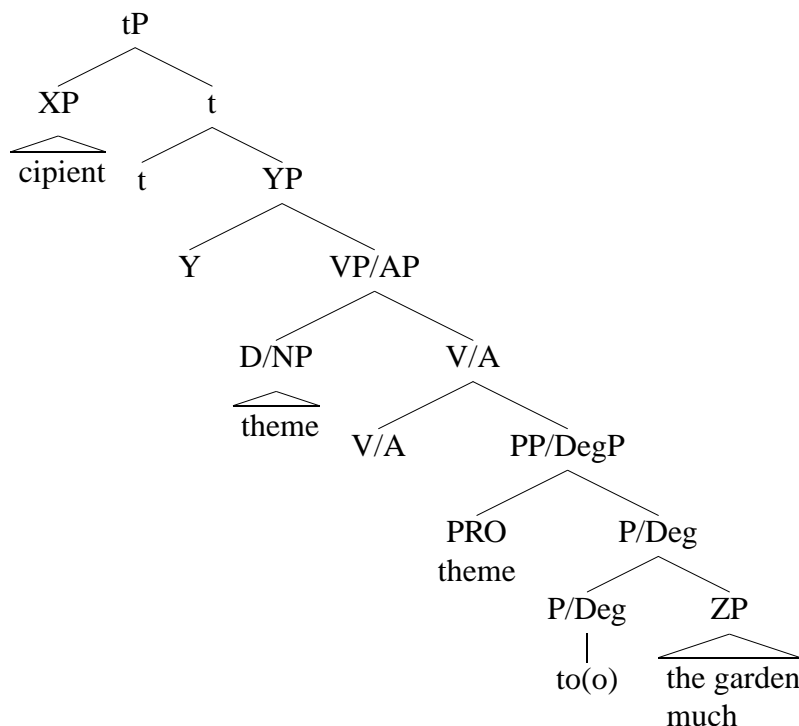 tP
XP t
cipient t YP
Y VP/AP
D/NP V/A
theme V/A PP/DegP
PRO P/Deg
theme
P/Deg ZP
to(o) the garden
much